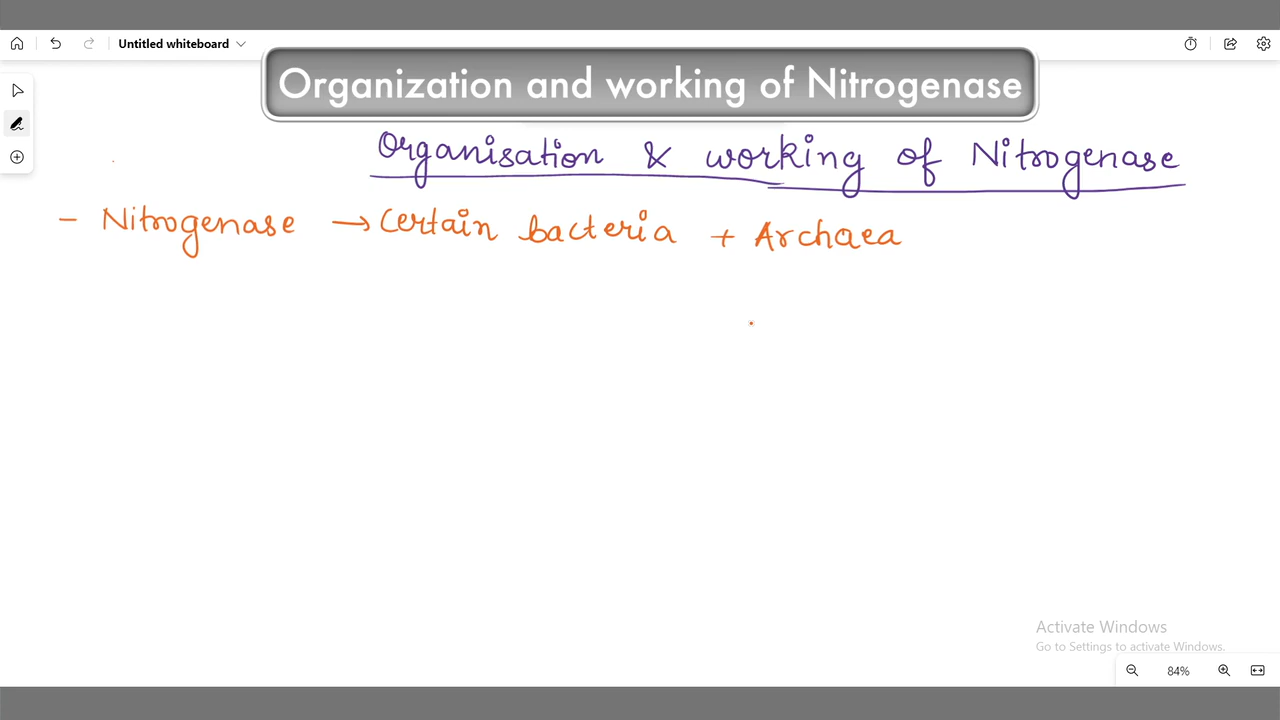 Untitled whiteboard
Organization and working of Nitrogenase
Organisation & working of Nitrogenase
- Nitrogenase → Certain bacteria + Archaea
Activate Windows
Go to Settings to activate Windows.
84%